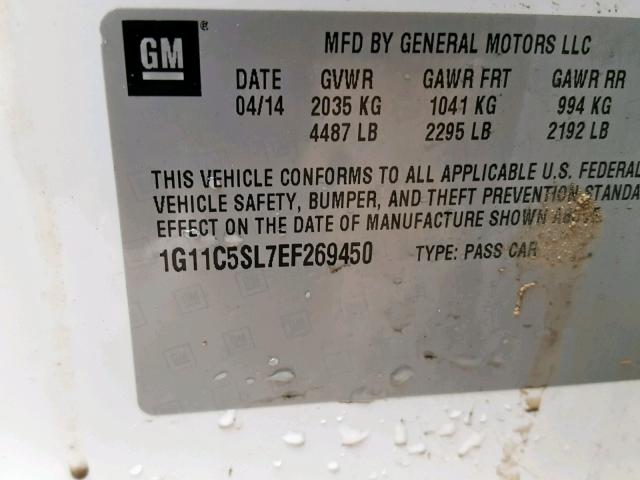 GM ®
MFD BY GENERAL MOTORS LLC
DATE GVWR GAWR FRT GAWR RR
04/14 2035 KG 1041 KG 994 KG
4487 LB 2295 LB 2192 LB
THIS VEHICLE CONFORMS TO ALL APPLICABLE U.S. FEDERAL
VEHICLE SAFETY, BUMPER, AND THEFT PREVENTION STANDA
EFFECT ON THE DATE OF MANUFACTURE SHOWN ABOVE
1G11C5SL7EF269450 TYPE: PASS CAR